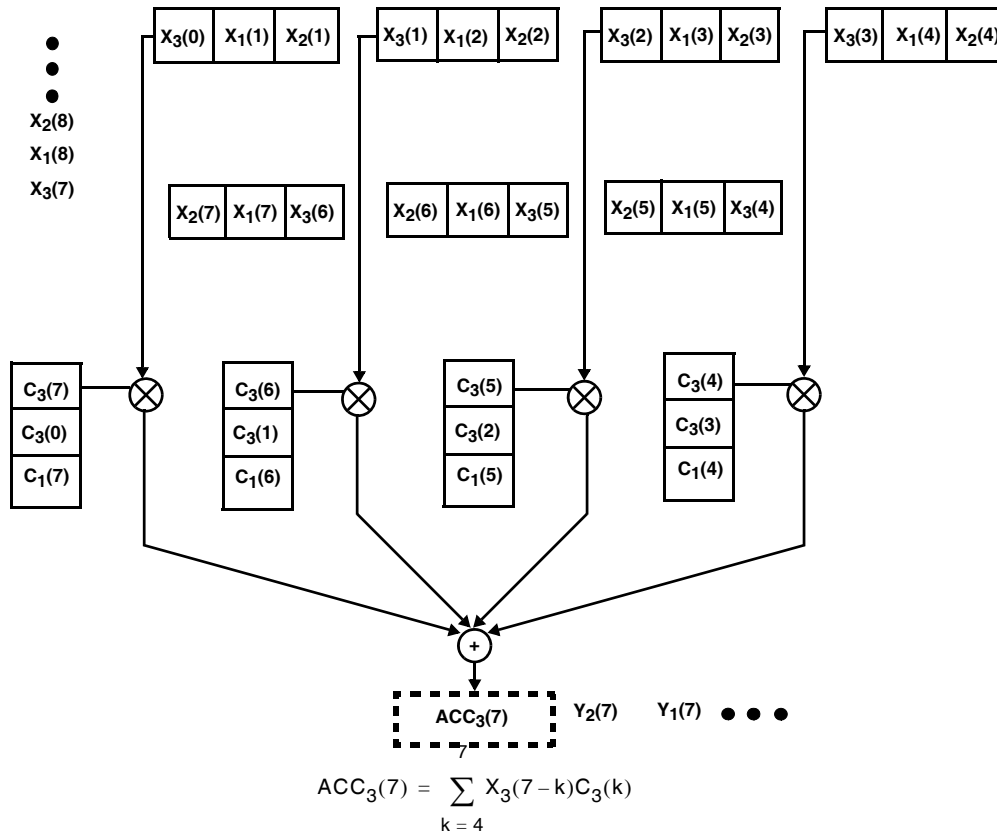 X₃(0) X₁(1) X₂(1) X₃(1) X₁(2) X₂(2) X₃(2) X₁(3) X₂(3) X₃(3) X₁(4) X₂(4)
X₂(8)
X₁(8)
X₃(7)
X₂(7) X₁(7) X₃(6) X₂(6) X₁(6) X₃(5) X₂(5) X₁(5) X₃(4)
C₃(7) C₃(6) C₃(5) C₃(4)
C₃(0) C₃(1) C₃(2) C₃(3)
C₁(7) C₁(6) C₁(5) C₁(4)
+
ACC₃(7) Y₂(7) Y₁(7) ● ● ●
7
ACC₃(7) = ∑ X₃(7 – k)C₃(k)
k = 4